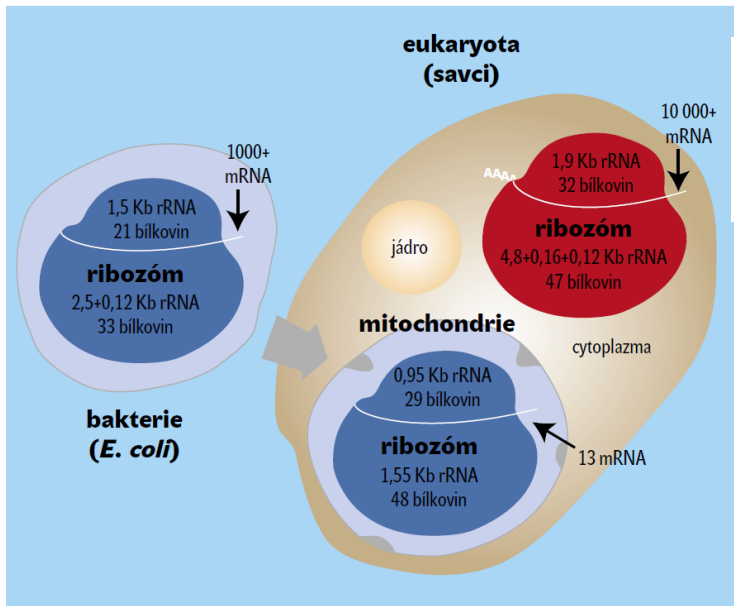 eukaryota
(savci)
10 000+
mRNA
1000+
mRNA
1,9 Kb rRNA
32 bílkovin
AAAA
1,5 Kb rRNA
21 bílkovin
ribozóm
4,8+0,16+0,12 Kb rRNA
47 bílkovin
jádro
ribozóm
2,5+0,12 Kb rRNA
33 bílkovin
mitochondrie
cytoplazma
0,95 Kb rRNA
29 bílkovin
bakterie
(E. coli)
ribozóm
1,55 Kb rRNA
48 bílkovin
13 mRNA